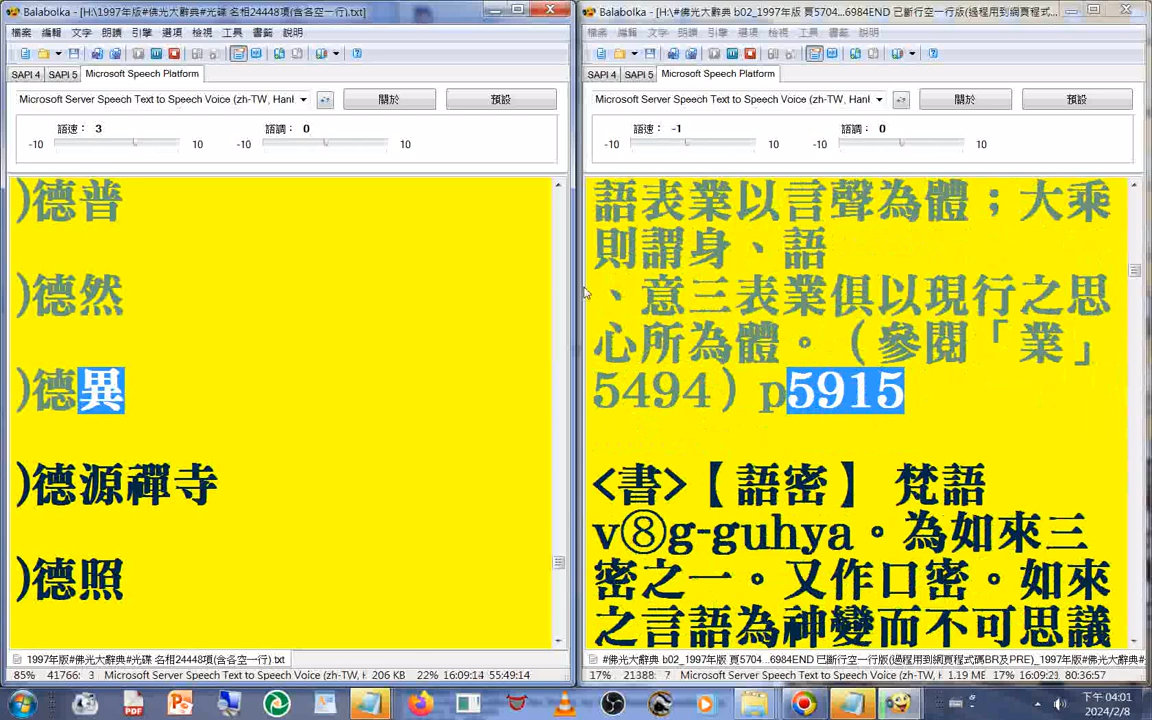 Balabolka - [H:\1997年版#佛光大辭典#光碟 名相24448項(含各空一行).txt]
檔案 編輯 文字 朗讀 引擎 選項 檢視 工具 書籤 說明
SAPI 4 SAPI 5 Microsoft Speech Platform
Microsoft Server Speech Text to Speech Voice (zh-TW, Hanl
關於
預設
語速： 3
語調： 0
-10 10 -10 10
)德普
)德然
)德異
)德源禪寺
)德照
1997年版#佛光大辭典#光碟 名相24448項(含各空一行).txt
85% 41766: 3 Microsoft Server Speech Text to Speech Voice (zh-TW, H 206 KB 22% 16:09:14 55:49:14
Balabolka - [H:\#佛光大辭典 b02_1997年版 頁5704...6984END 已斷行空一行版(過程用到網頁程式...
檔案 編輯 文字 朗讀 引擎 選項 檢視 工具 書籤 說明
SAPI 4 SAPI 5 Microsoft Speech Platform
Microsoft Server Speech Text to Speech Voice (zh-TW, Hanl
關於
預設
語速： -1
語調： 0
-10 10 -10 10
語表業以言聲為體；大乘
則謂身、語
、意三表業俱以現行之思
心所為體。（參閱「業」
5494）p5915
<書>【語密】 梵語
v⑧g-guhya。為如來三
密之一。又作口密。如來
之言語為神變而不可思議
#佛光大辭典 b02_1997年版 頁5704...6984END 已斷行空一行版(過程用到網頁程式碼BR及PRE)_1997年版#
17% 21388: ? Microsoft Server Speech Text to Speech Voice (zh-TW, H 1.19 ME 17% 16:09:23 80:36:57
下午 04:01
2024/2/8